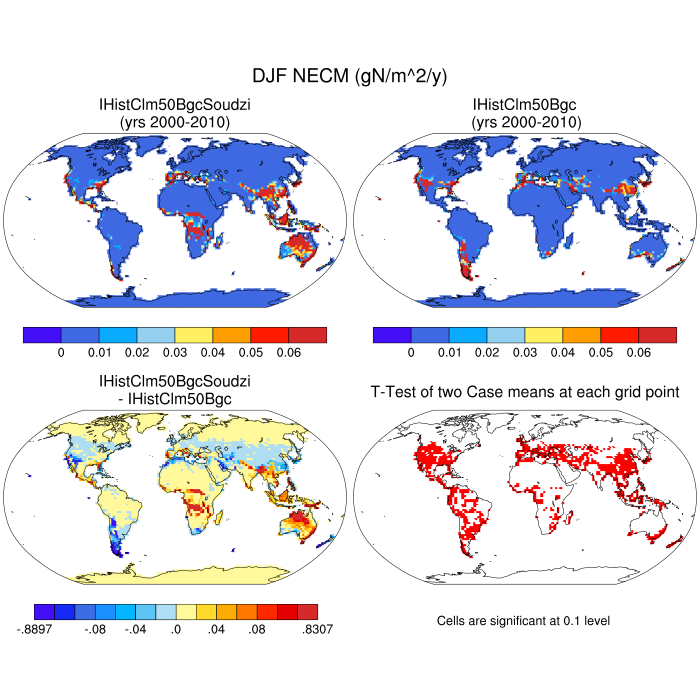 DJF NECM (gN/m^2/y)
IHistClm50BgcSoudzi
(yrs 2000-2010)
IHistClm50Bgc
(yrs 2000-2010)
0 0.01 0.02 0.03 0.04 0.05 0.06
0 0.01 0.02 0.03 0.04 0.05 0.06
IHistClm50BgcSoudzi
- IHistClm50Bgc
T-Test of two Case means at each grid point
-.8897 -.08 -.04 .0 .04 .08 .8307
Cells are significant at 0.1 level